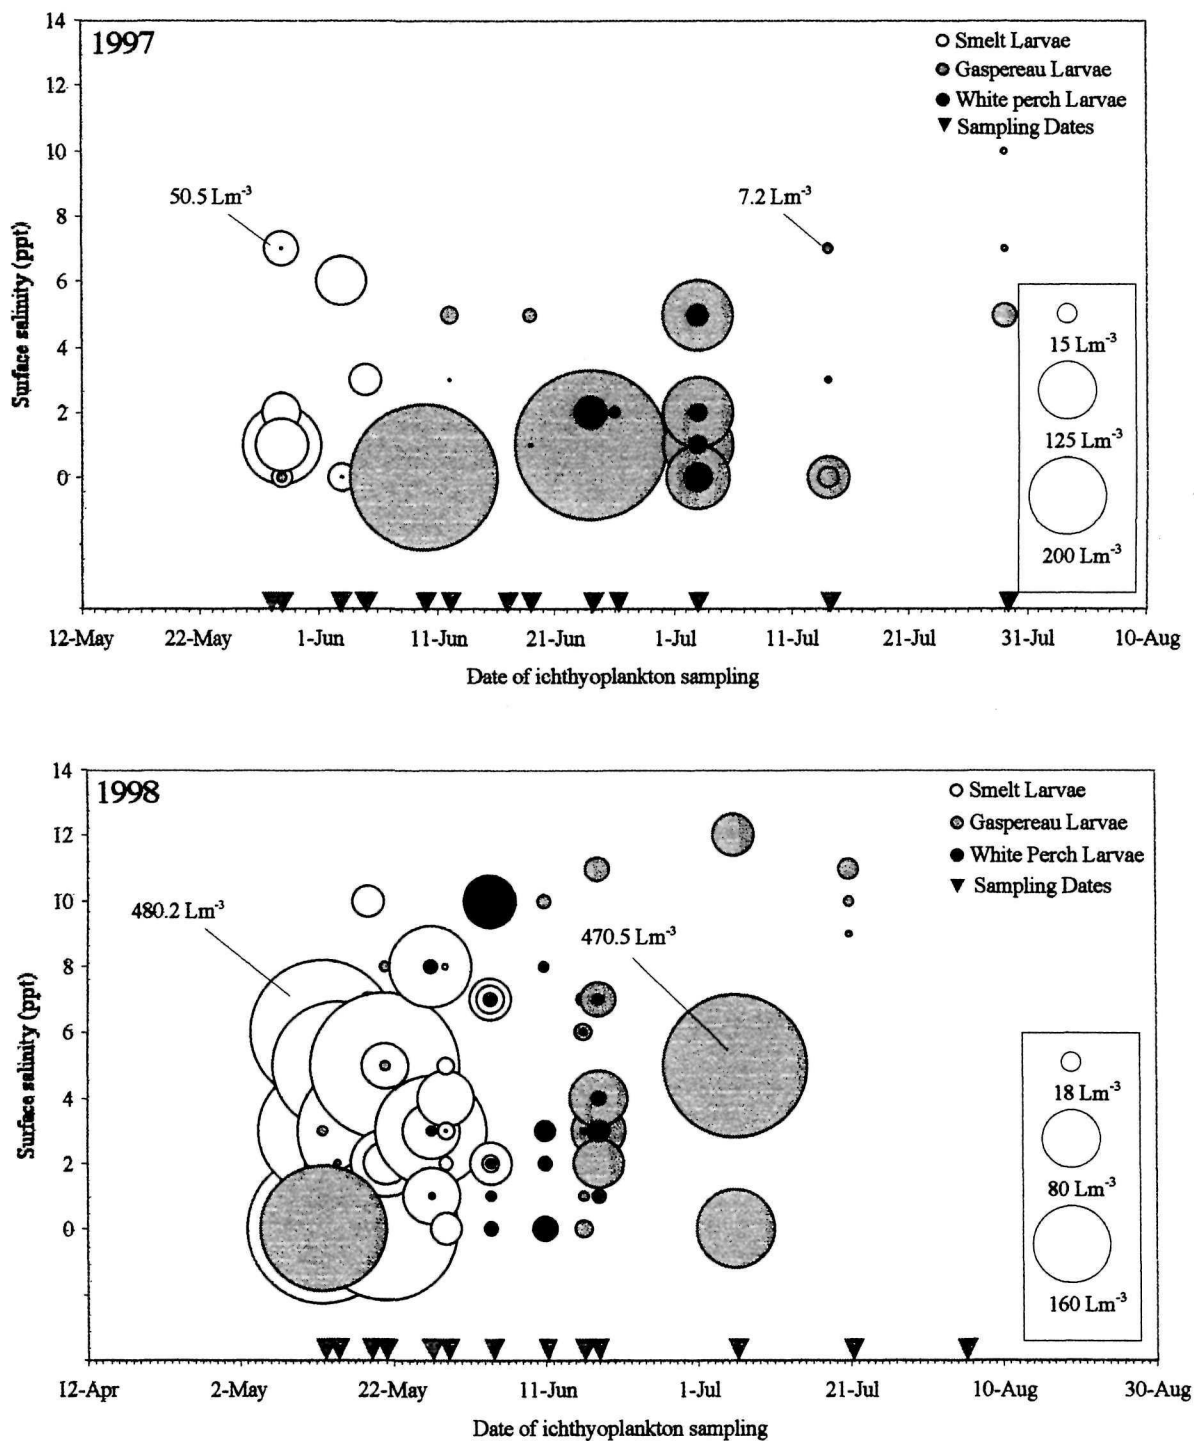 1997
Smelt Larvae
Gaspereau Larvae
White perch Larvae
Sampling Dates
50.5 Lm⁻³
7.2 Lm⁻³
Surface salinity (ppt)
14
12
10
8
6
4
2
0
15 Lm⁻³
125 Lm⁻³
200 Lm⁻³
12-May 22-May 1-Jun 11-Jun 21-Jun 1-Jul 11-Jul 21-Jul 31-Jul 10-Aug
Date of ichthyoplankton sampling
1998
Smelt Larvae
Gaspereau Larvae
White Perch Larvae
Sampling Dates
480.2 Lm⁻³
470.5 Lm⁻³
Surface salinity (ppt)
14
12
10
8
6
4
2
0
18 Lm⁻³
80 Lm⁻³
160 Lm⁻³
12-Apr 2-May 22-May 11-Jun 1-Jul 21-Jul 10-Aug 30-Aug
Date of ichthyoplankton sampling